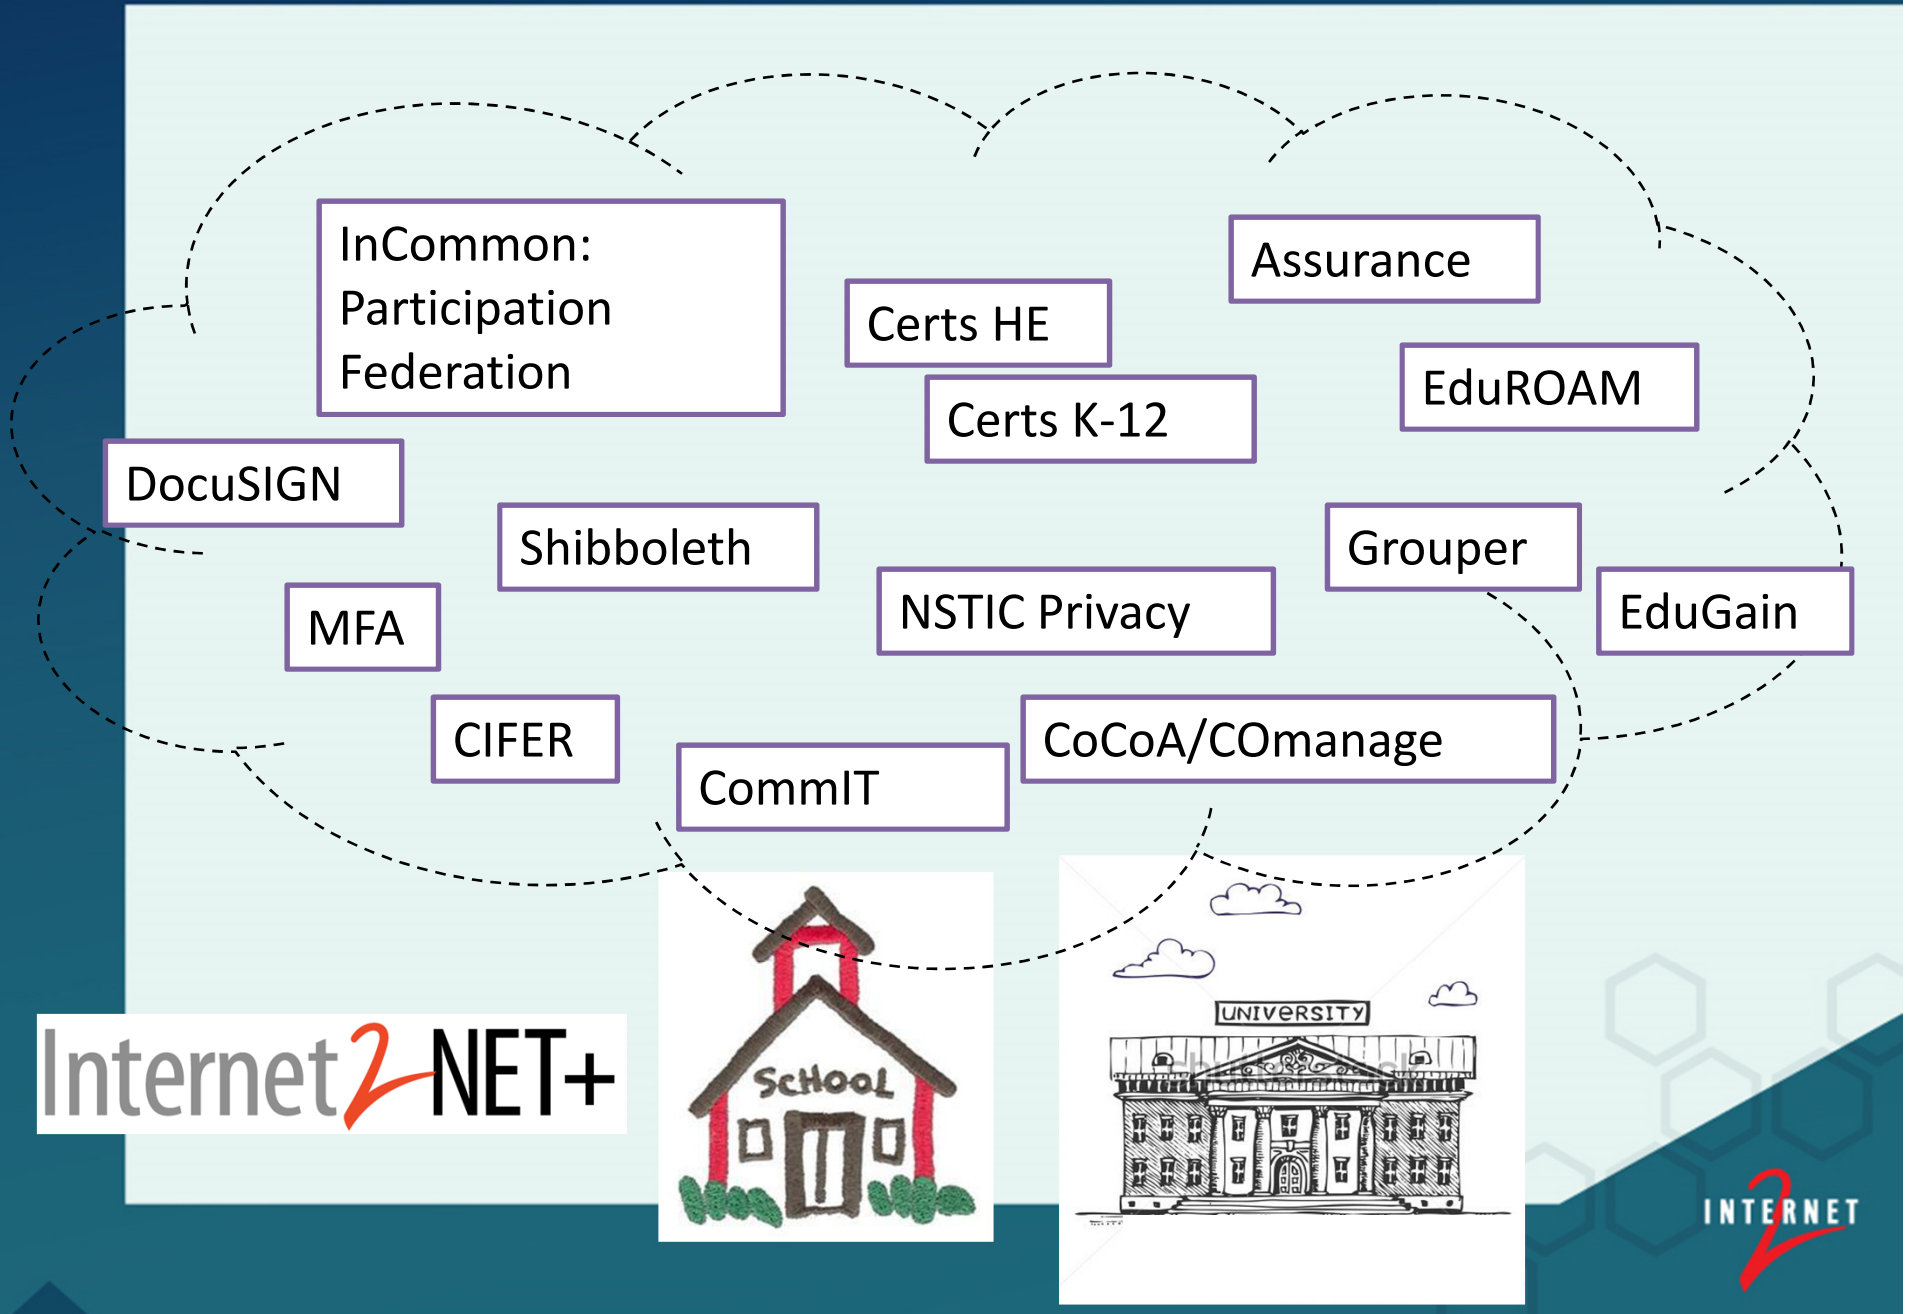 InCommon:
Participation
Federation
Assurance
Certs HE
EduROAM
Certs K-12
DocuSIGN
Shibboleth
Grouper
NSTIC Privacy
EduGain
MFA
CIFER
CoCoA/COmanage
CommIT
UNIVERSITY
Internet2 NET+
SCHOOL
INTERNET
2